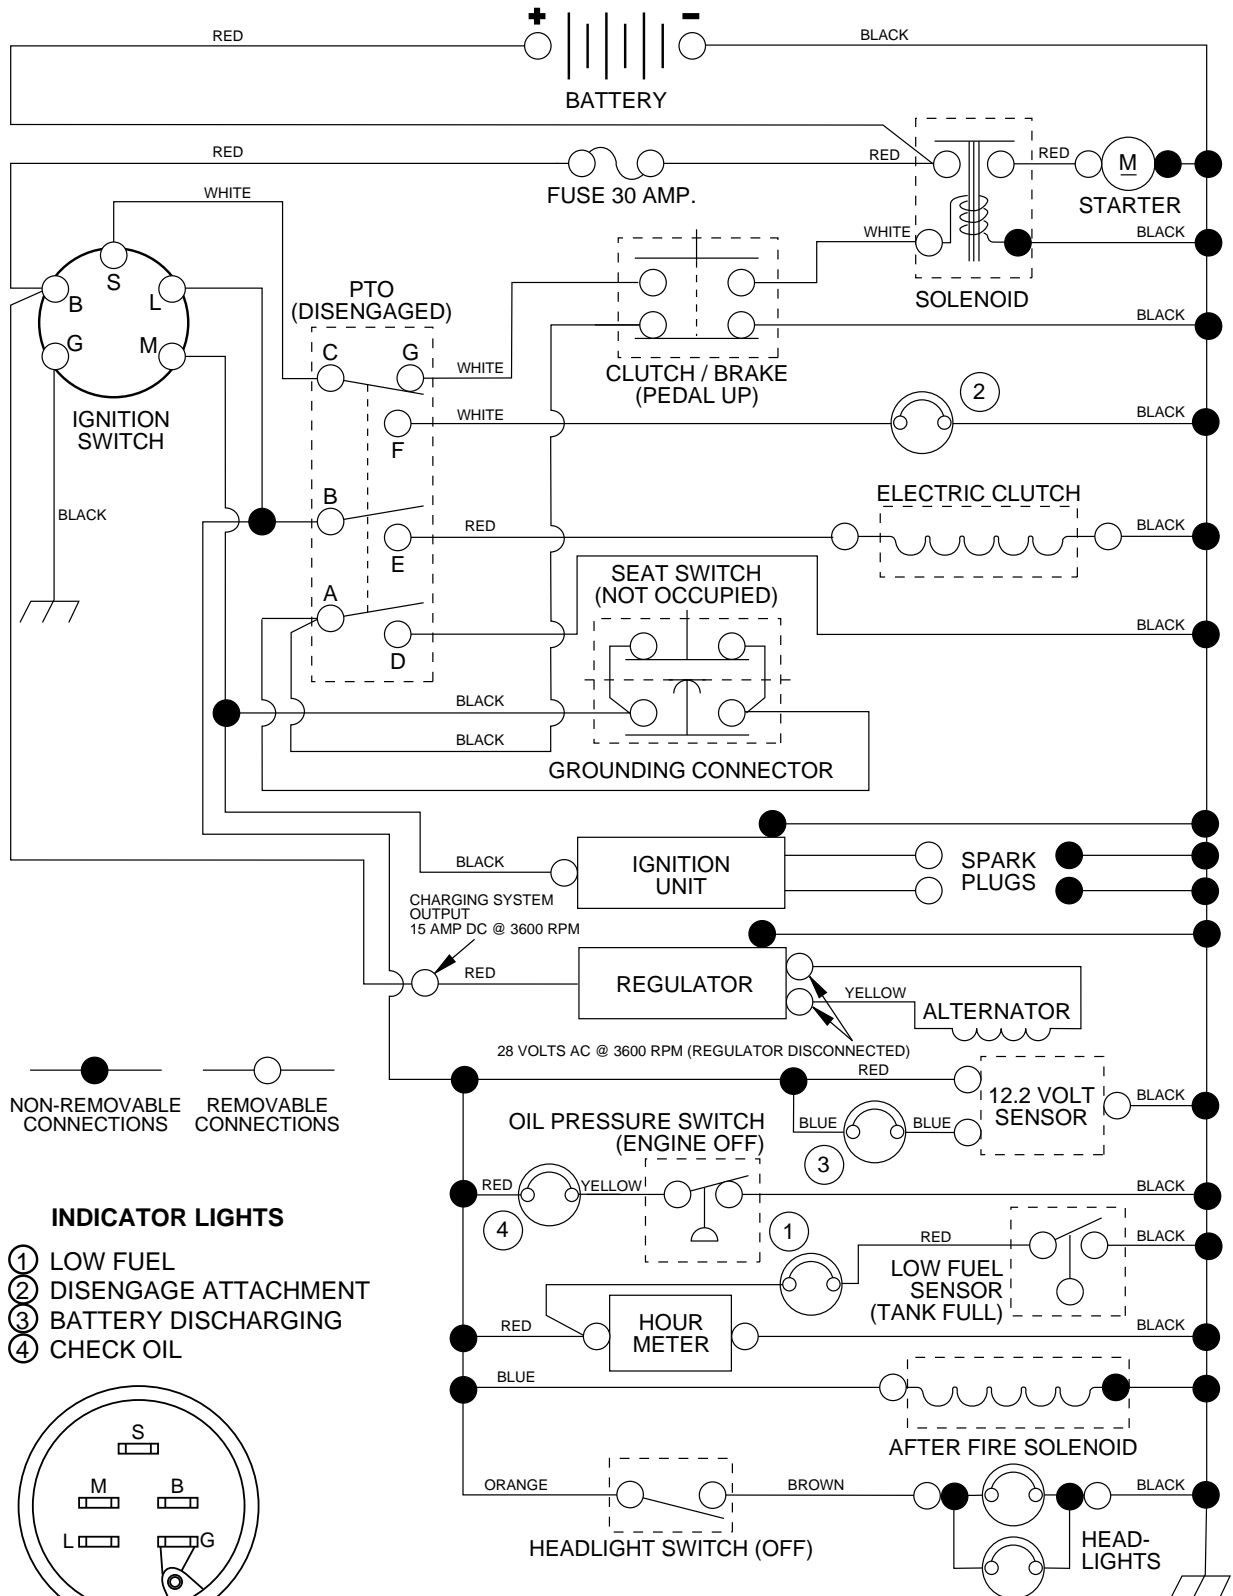 +
-
RED
BLACK
BATTERY
RED
FUSE 30 AMP.
RED
RED
M
STARTER
WHITE
WHITE
BLACK
SOLENOID
S
B
L
G
M
IGNITION
SWITCH
BLACK
PTO
(DISENGAGED)
C
G
WHITE
F
WHITE
B
E
RED
A
D
CLUTCH / BRAKE
(PEDAL UP)
BLACK
2
BLACK
ELECTRIC CLUTCH
BLACK
SEAT SWITCH
(NOT OCCUPIED)
BLACK
BLACK
BLACK
GROUNDING CONNECTOR
BLACK
IGNITION
UNIT
SPARK
PLUGS
CHARGING SYSTEM
OUTPUT
15 AMP DC @ 3600 RPM
RED
REGULATOR
YELLOW
ALTERNATOR
28 VOLTS AC @ 3600 RPM (REGULATOR DISCONNECTED)
NON-REMOVABLE
CONNECTIONS
REMOVABLE
CONNECTIONS
RED
12.2 VOLT
SENSOR
BLACK
BLUE
BLUE
3
OIL PRESSURE SWITCH
(ENGINE OFF)
RED
YELLOW
BLACK
4
1
RED
BLACK
LOW FUEL
SENSOR
(TANK FULL)
RED
HOUR
METER
BLACK
BLUE
AFTER FIRE SOLENOID
ORANGE
BROWN
BLACK
HEADLIGHT SWITCH (OFF)
HEAD-
LIGHTS
INDICATOR LIGHTS
1 LOW FUEL
2 DISENGAGE ATTACHMENT
3 BATTERY DISCHARGING
4 CHECK OIL
S
M
B
L
G